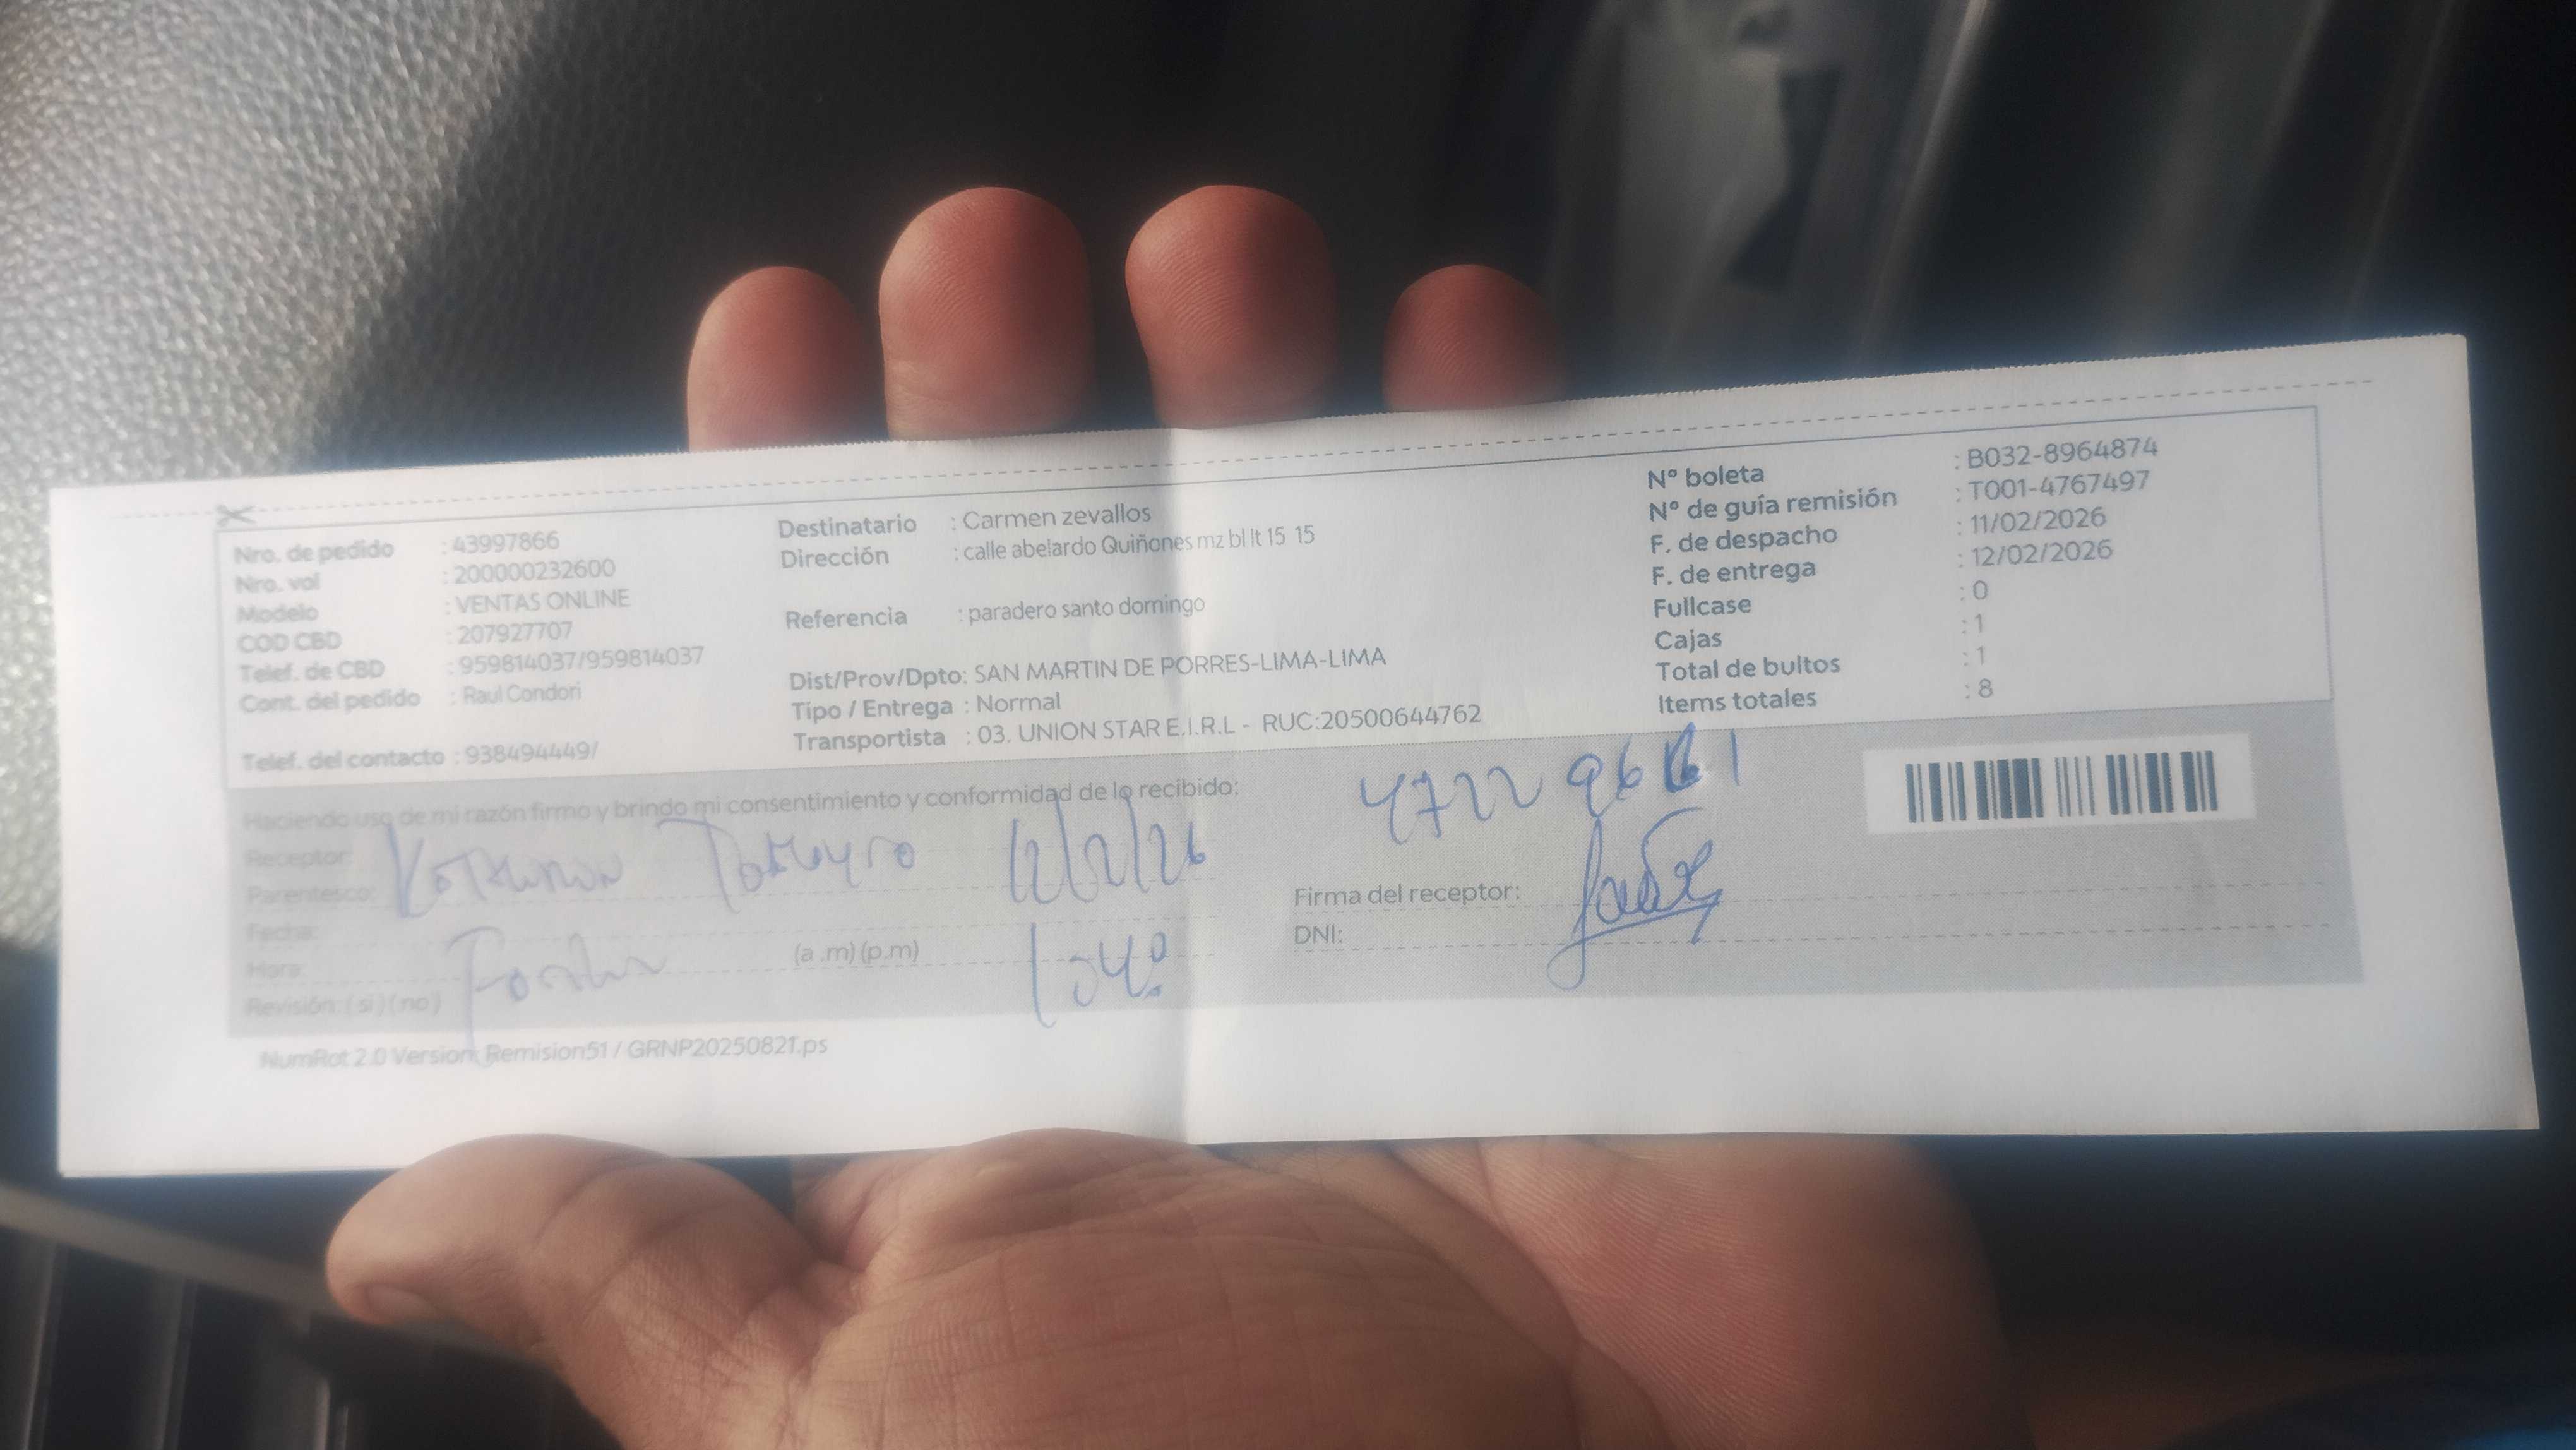 Nro. de pedido : 43997866
Nro. vol : 200000232600
Modelo : VENTAS ONLINE
COD CBD : 207927707
Telef. de CBD : 959814037/959814037
Cont. del pedido : Raul Condori
Telef. del contacto : 938494449/
Destinatario : Carmen zevallos
Dirección : calle abelardo Quiñones mz bl lt 15 15
Referencia : paradero santo domingo
Dist/Prov/Dpto: SAN MARTIN DE PORRES-LIMA-LIMA
Tipo / Entrega : Normal
Transportista : 03. UNION STAR E.I.R.L - RUC:20500644762
Nº boleta : B032-8964874
Nº de guía remisión : T001-4767497
F. de despacho : 11/02/2026
F. de entrega : 12/02/2026
Fullcase : 0
Cajas : 1
Total de bultos : 1
Items totales : 8
Haciendo uso de mi razón firmo y brindo mi consentimiento y conformidad de lo recibido:
Receptor:
Parentesco: 12/2/26
Fecha:
Hora: (a .m) (p.m)
Revisión: ( si ) ( no )
Firma del receptor:
DNI:
NumRot 2.0 Version: Remision51 / GRNP20250821.ps